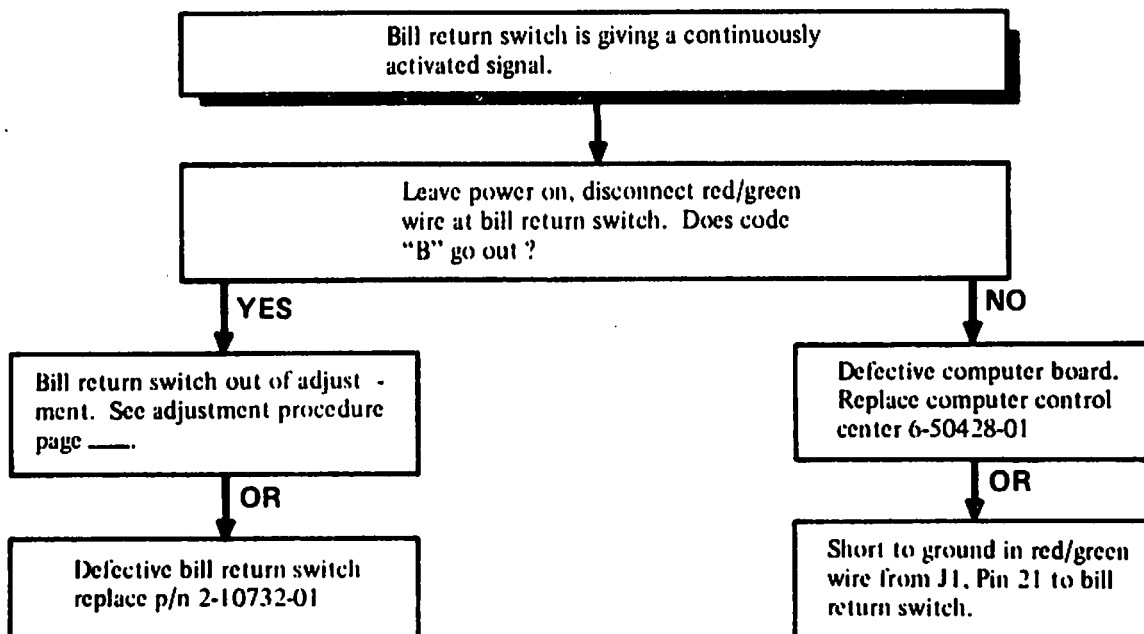 Bill return switch is giving a continuously
activated signal.
Leave power on, disconnect red/green
wire at bill return switch. Does code
“B” go out ?
YES
NO
Bill return switch out of adjust -
ment. See adjustment procedure
page ___.
Defective computer board.
Replace computer control
center 6-50428-01
OR
OR
Defective bill return switch
replace p/n 2-10732-01
Short to ground in red/green
wire from J1, Pin 21 to bill
return switch.